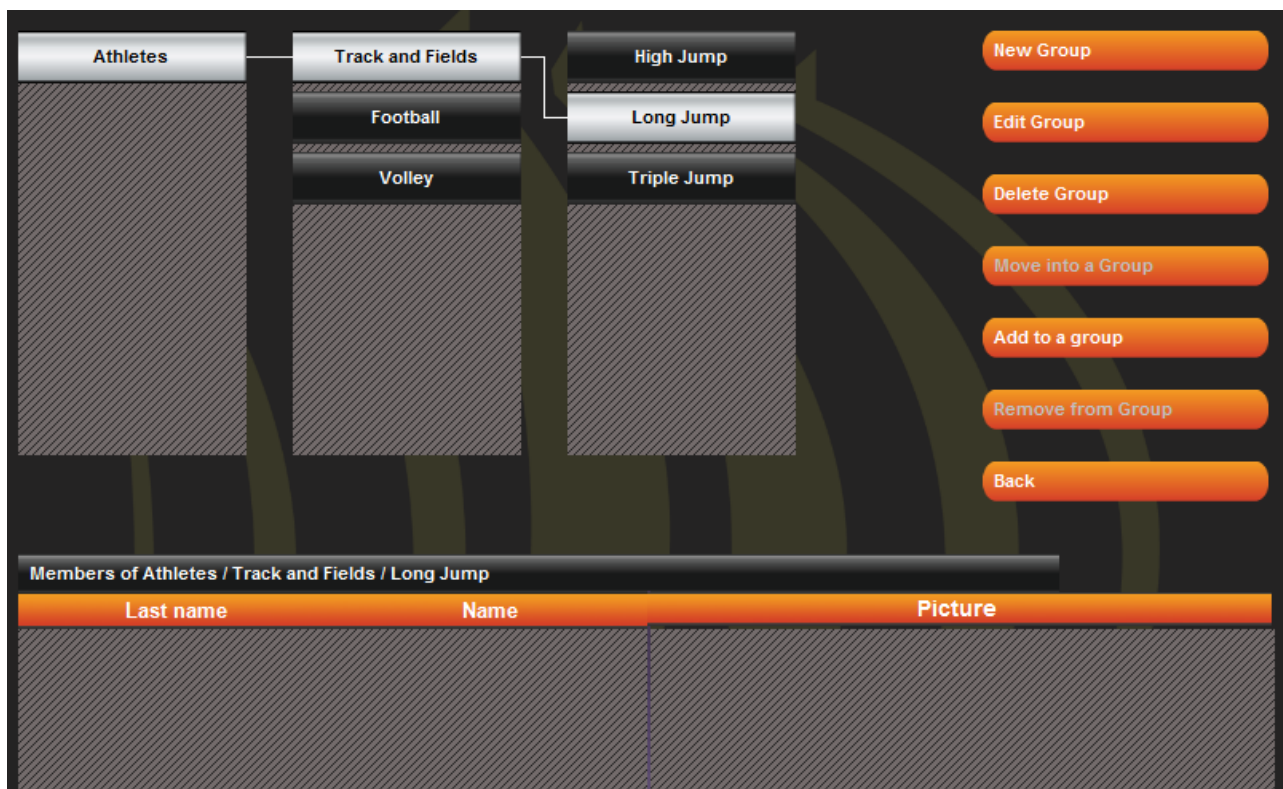 Athletes
Track and Fields
High Jump
Football
Long Jump
Volley
Triple Jump
New Group
Edit Group
Delete Group
Move into a Group
Add to a group
Remove from Group
Back
Members of Athletes / Track and Fields / Long Jump
Last name Name Picture